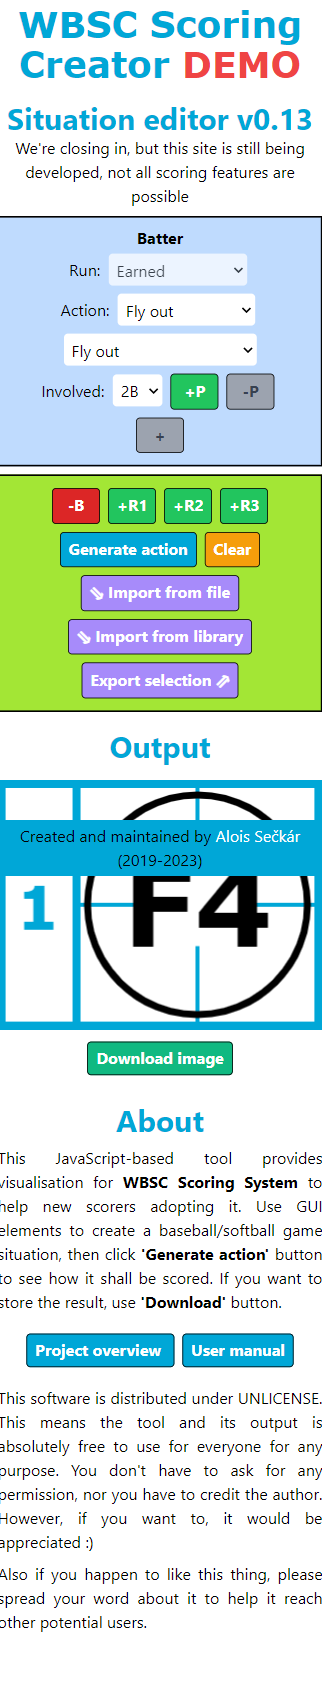 WBSC Scoring
Creator DEMO
Situation editor v0.13
We're closing in, but this site is still being
developed, not all scoring features are
possible
Batter
Run: Earned
Action: Fly out
Fly out
Involved: 2B +P -P
+
-B +R1 +R2 +R3
Generate action Clear
⇘ Import from file
⇘ Import from library
Export selection ⇗
Output
Created and maintained by Alois Sečkár
(2019-2023)
1 F4
Download image
About
This JavaScript-based tool provides
visualisation for WBSC Scoring System to
help new scorers adopting it. Use GUI
elements to create a baseball/softball game
situation, then click 'Generate action' button
to see how it shall be scored. If you want to
store the result, use 'Download' button.
Project overview User manual
This software is distributed under UNLICENSE.
This means the tool and its output is
absolutely free to use for everyone for any
purpose. You don't have to ask for any
permission, nor you have to credit the author.
However, if you want to, it would be
appreciated :)
Also if you happen to like this thing, please
spread your word about it to help it reach
other potential users.